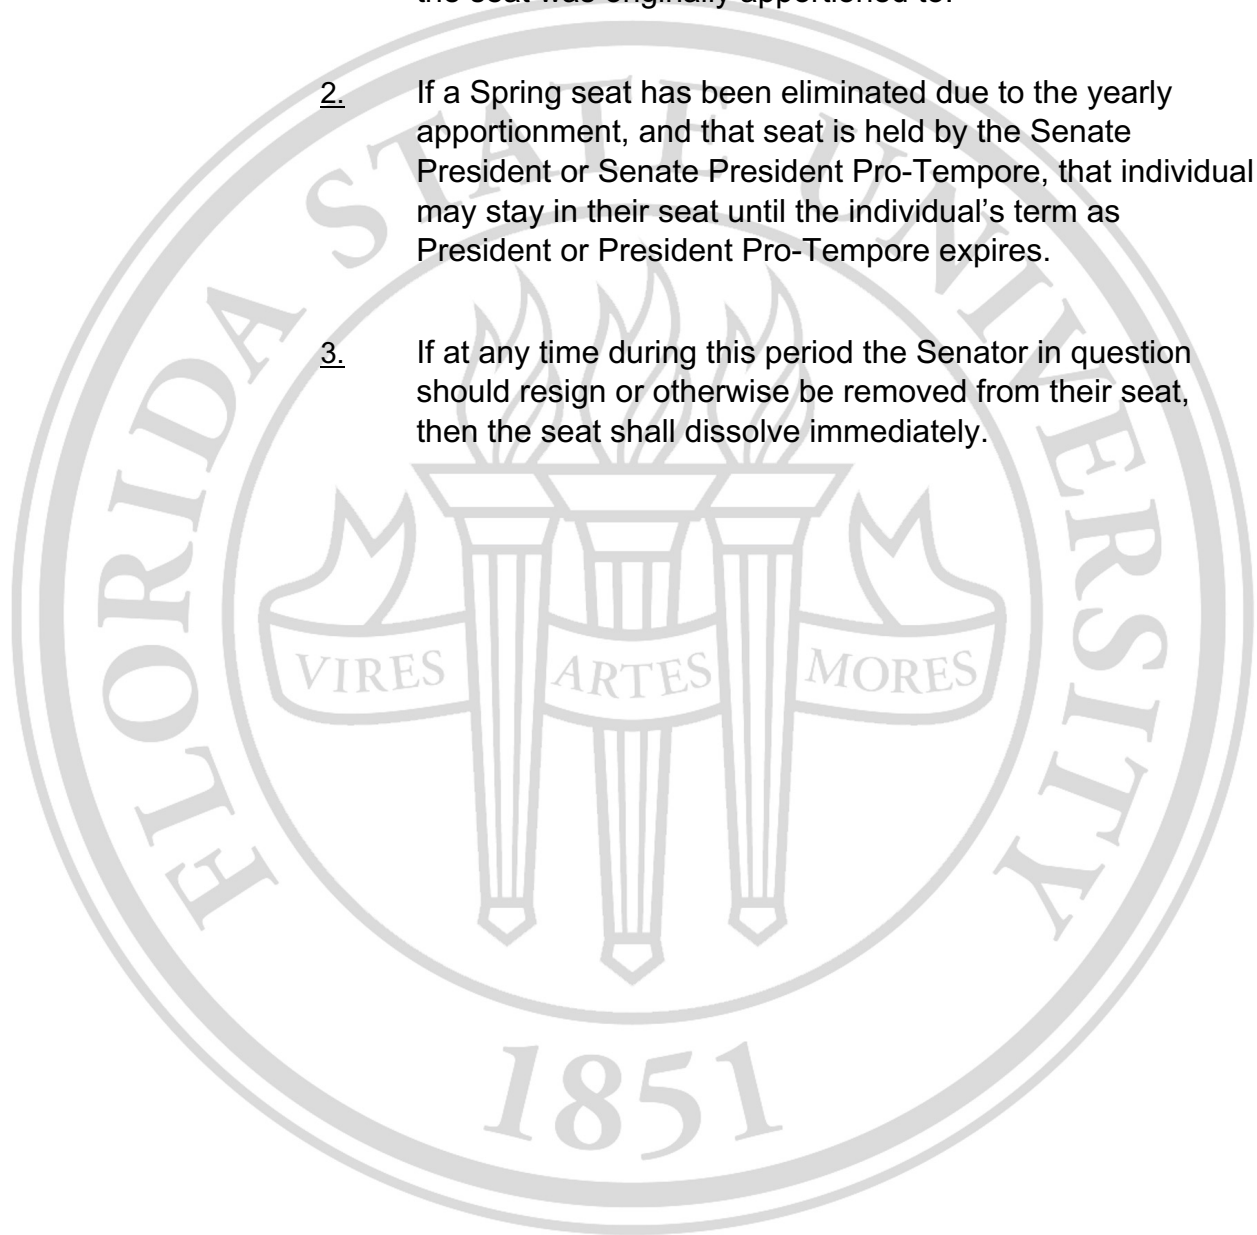 the seat was originally apportioned to.
2. If a Spring seat has been eliminated due to the yearly
apportionment, and that seat is held by the Senate
President or Senate President Pro-Tempore, that individual
may stay in their seat until the individual’s term as
President or President Pro-Tempore expires.
3. If at any time during this period the Senator in question
should resign or otherwise be removed from their seat,
then the seat shall dissolve immediately.
FLORIDA STATE UNIVERSITY
VIRES ARTES MORES
1851